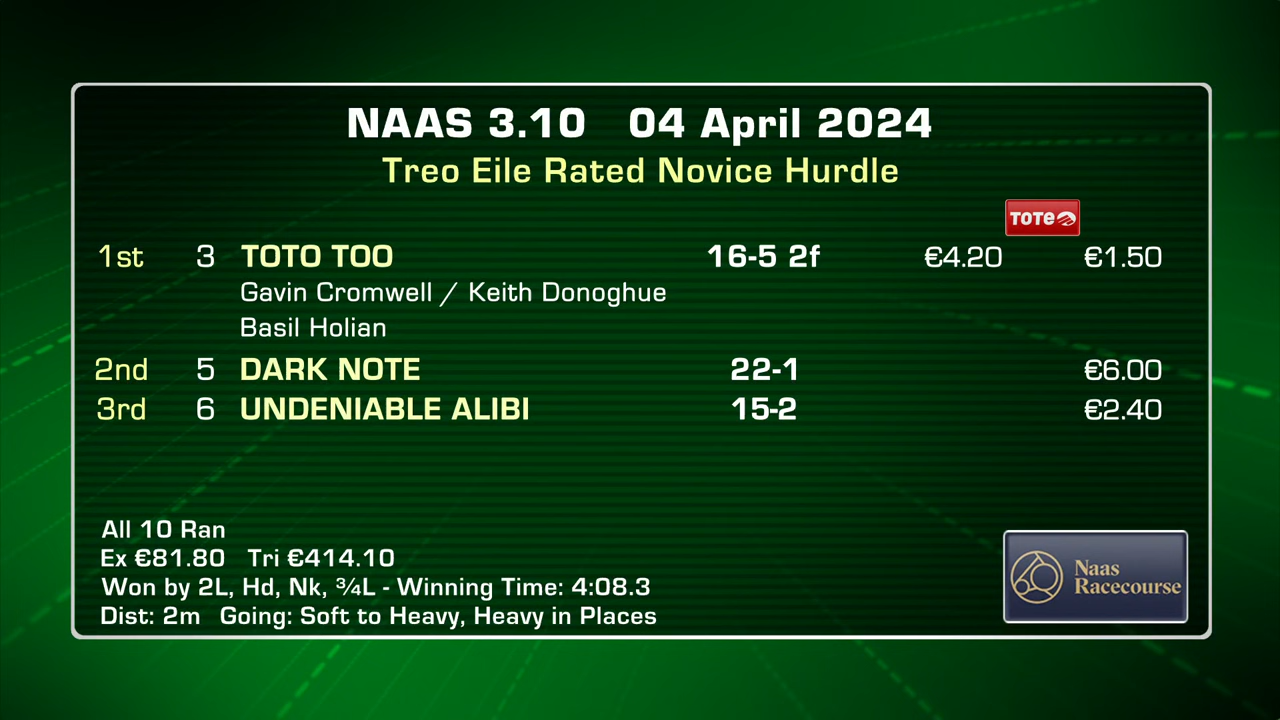 NAAS 3.10 04 April 2024
Treo Eile Rated Novice Hurdle
TOTE
1st 3 TOTO TOO 16-5 2f €4.20 €1.50
Gavin Cromwell / Keith Donoghue
Basil Holian
2nd 5 DARK NOTE 22-1 €6.00
3rd 6 UNDENIABLE ALIBI 15-2 €2.40
All 10 Ran
Ex €81.80 Tri €414.10
Won by 2L, Hd, Nk, ¾L - Winning Time: 4:08.3
Dist: 2m Going: Soft to Heavy, Heavy in Places
Naas
Racecourse